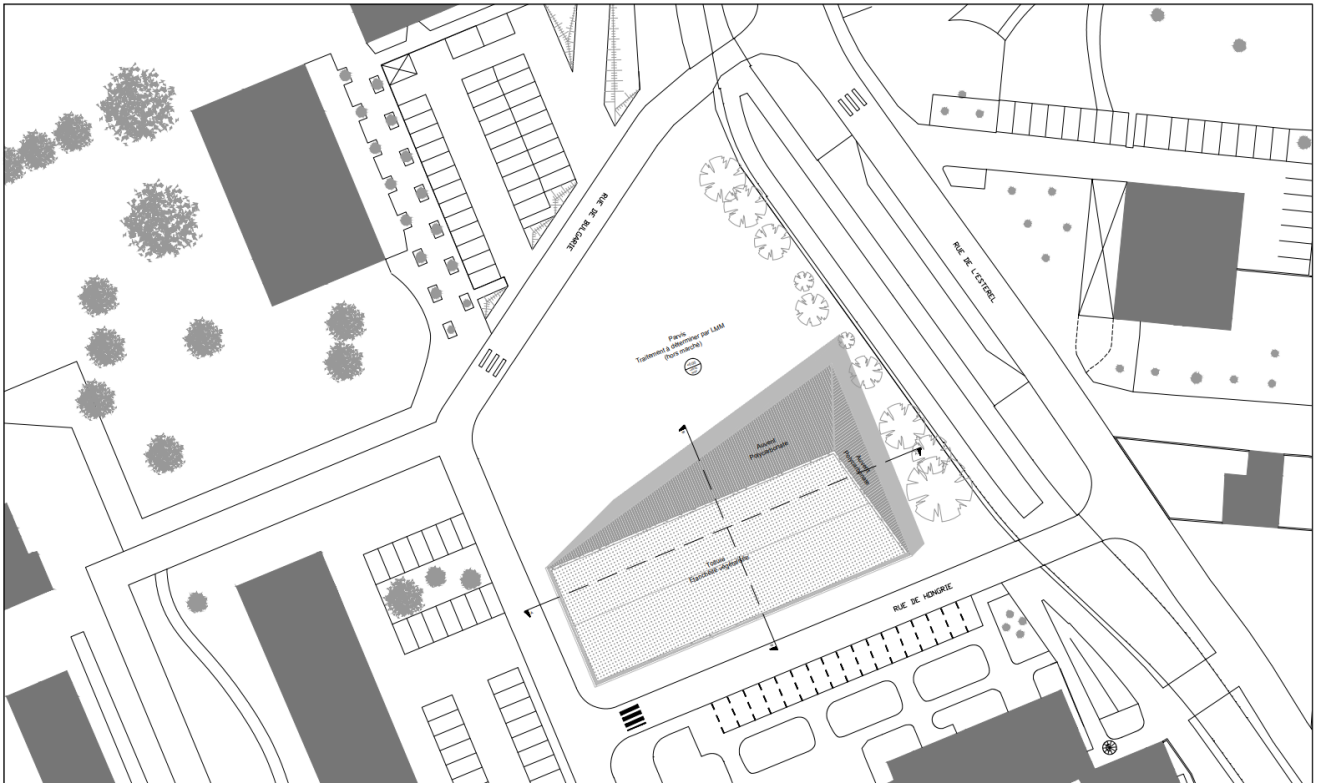 RUE DE BULGARIE
RUE DE L'ESTEREL
Parvis
Traitement à déterminer par LMM
(hors marché)
Auvent
Polycarbonate
Auvent
Polycarbonate
Toiture
Etanchéité végétalisée
RUE DE HONGRIE